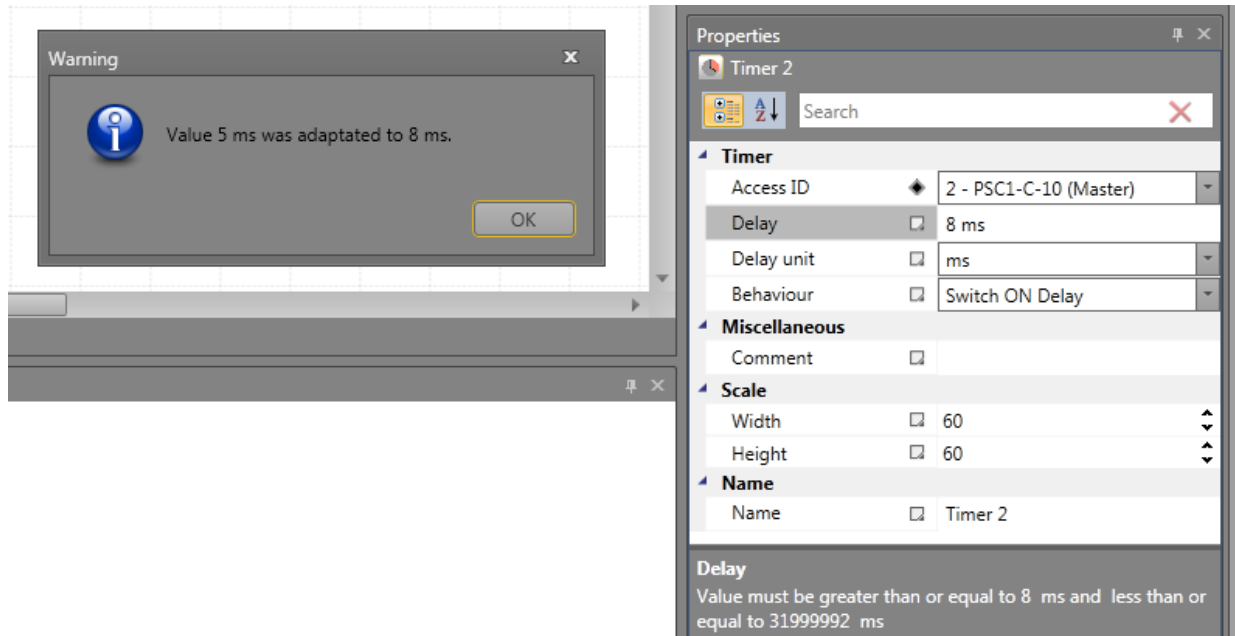 Warning
Value 5 ms was adaptated to 8 ms.
OK
Properties
Timer 2
A
Z
Search
Timer
Access ID 2 - PSC1-C-10 (Master)
Delay 8 ms
Delay unit ms
Behaviour Switch ON Delay
Miscellaneous
Comment
Scale
Width 60
Height 60
Name
Name Timer 2
Delay
Value must be greater than or equal to 8 ms and less than or
equal to 31999992 ms